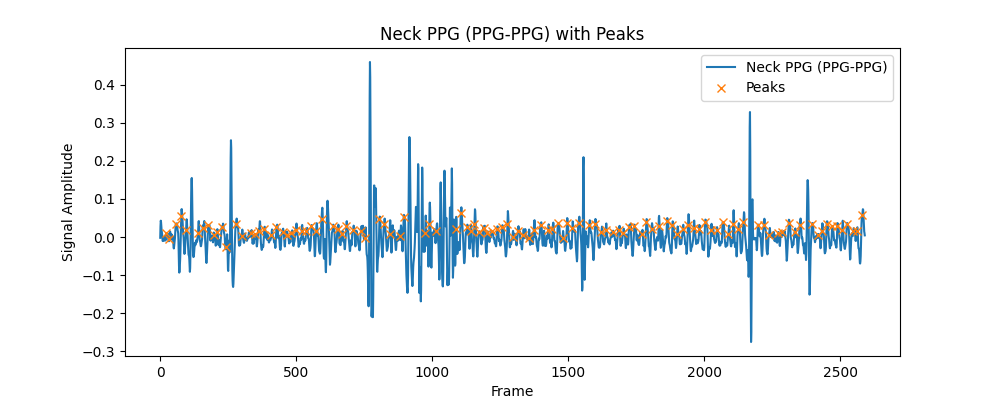 Neck PPG (PPG-PPG) with Peaks
Neck PPG (PPG-PPG)
Peaks
Signal Amplitude
0.4
0.3
0.2
0.1
0.0
−0.1
−0.2
−0.3
0 500 1000 1500 2000 2500
Frame